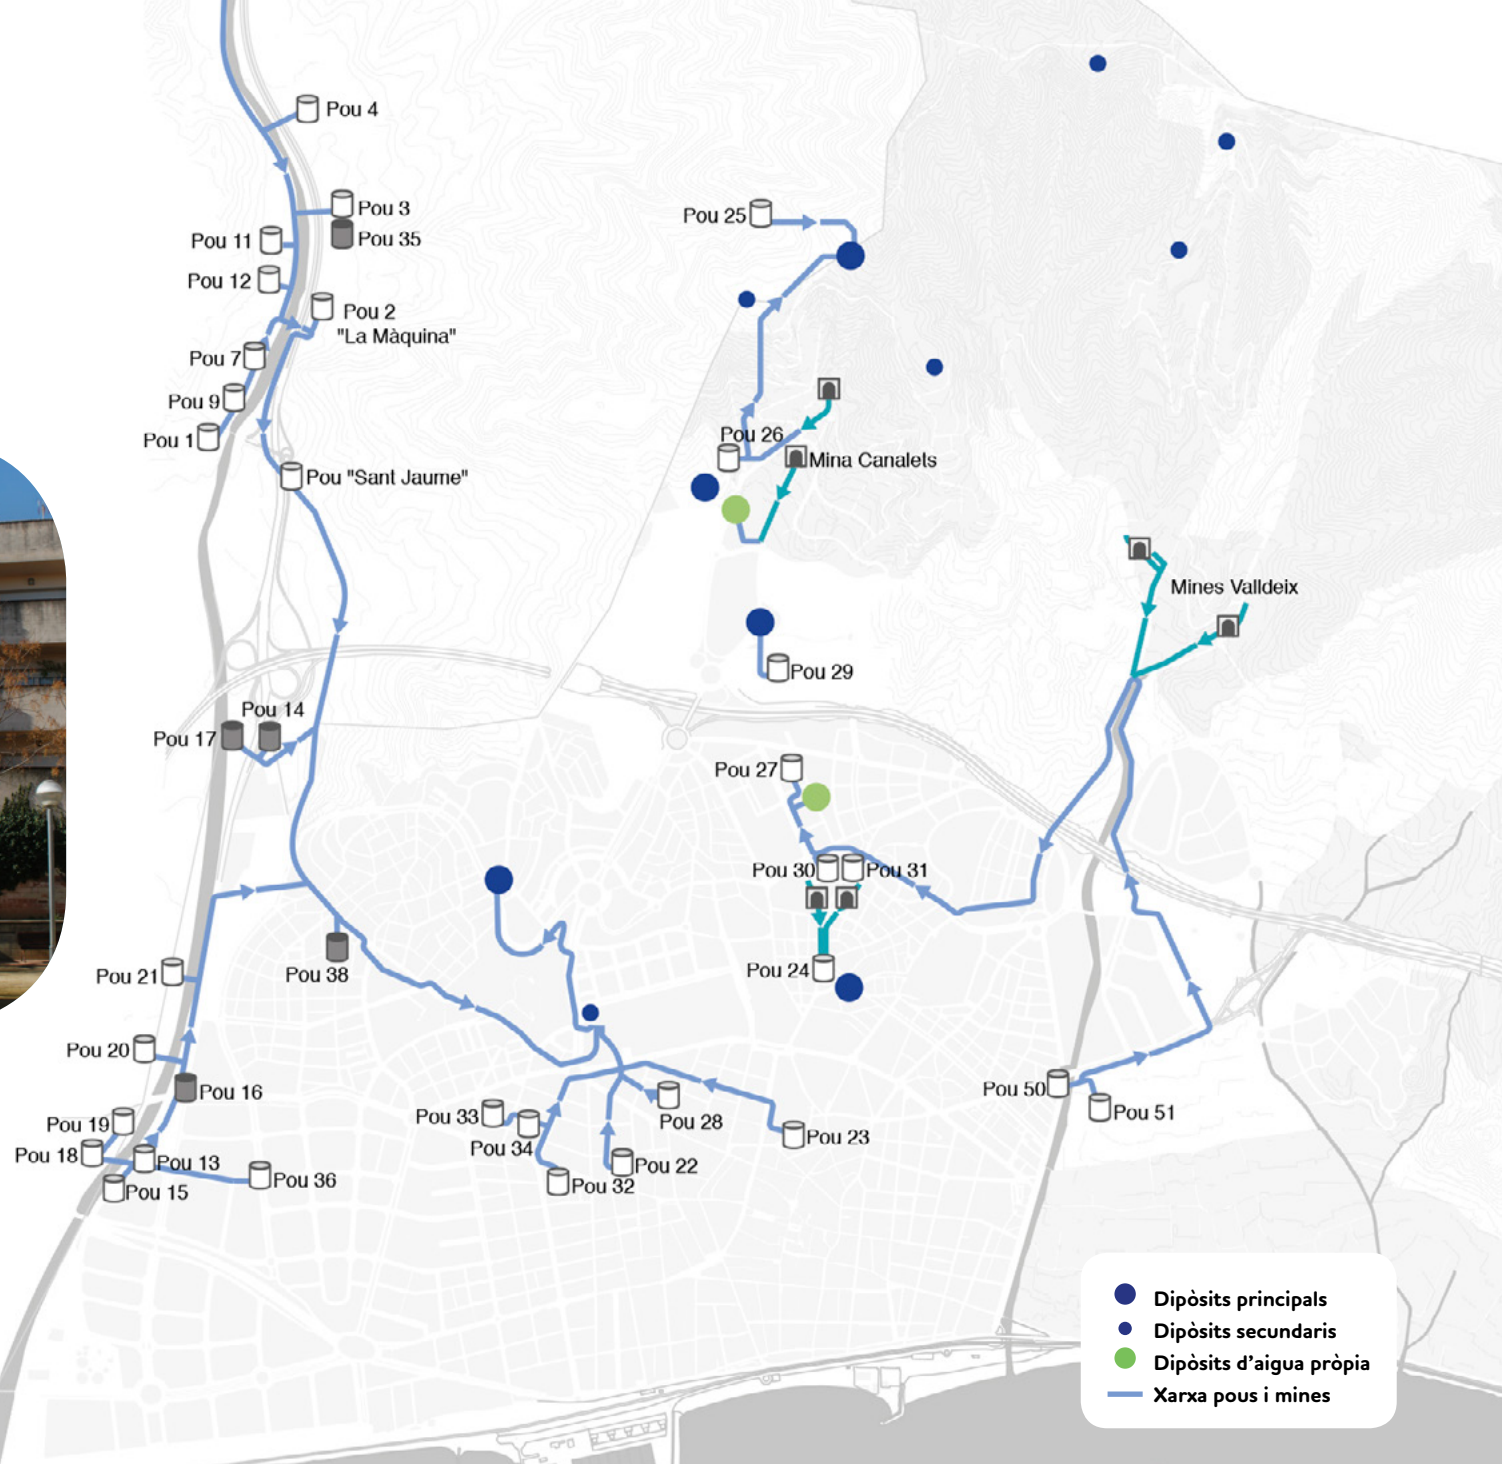 Pou 4
Pou 3
Pou 25
Pou 11
Pou 35
Pou 12
Pou 2
"La Màquina"
Pou 7
Pou 9
Pou 1
Pou 26
Mina Canalets
Pou "Sant Jaume"
Mines Valldeix
Pou 29
Pou 14
Pou 17
Pou 27
Pou 30
Pou 31
Pou 38
Pou 21
Pou 24
Pou 20
Pou 16
Pou 50
Pou 51
Pou 19
Pou 33
Pou 28
Pou 34
Pou 23
Pou 18
Pou 13
Pou 22
Pou 36
Pou 32
Pou 15
Dipòsits principals
Dipòsits secundaris
Dipòsits d’aigua pròpia
Xarxa pous i mines